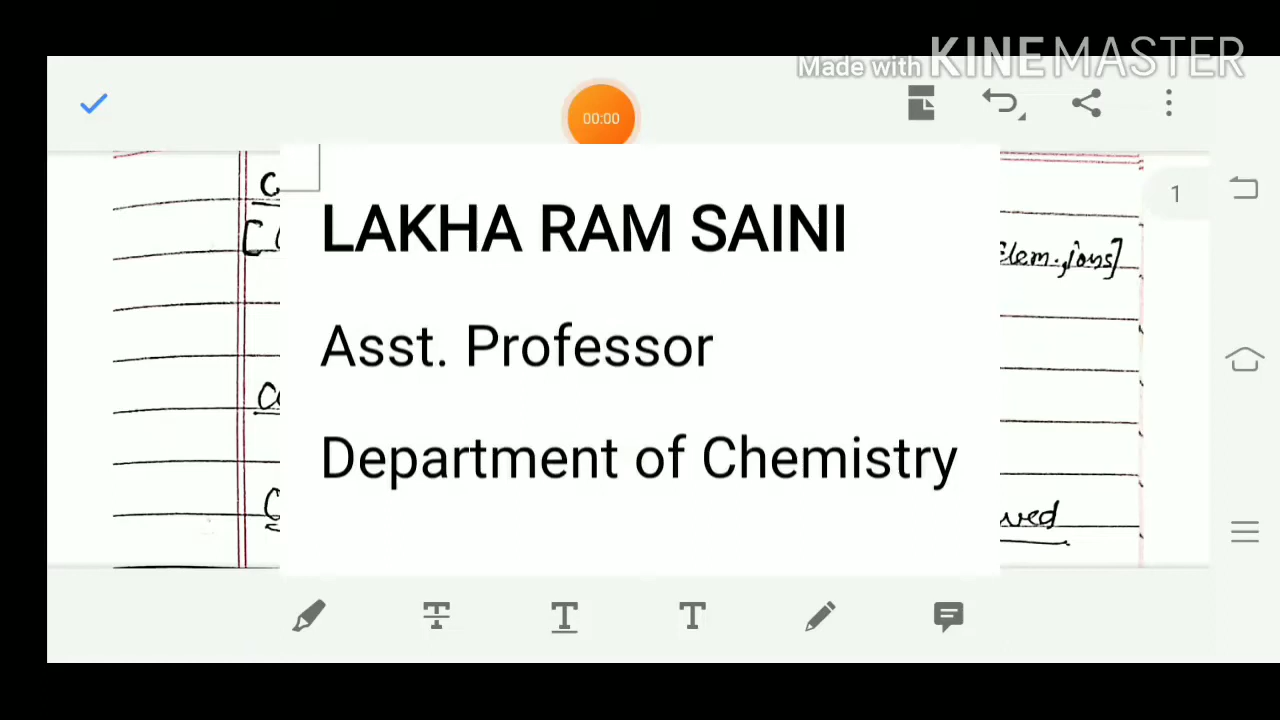 Made with KINEMASTER
00:00
1
LAKHA RAM SAINI
Asst. Professor
Department of Chemistry